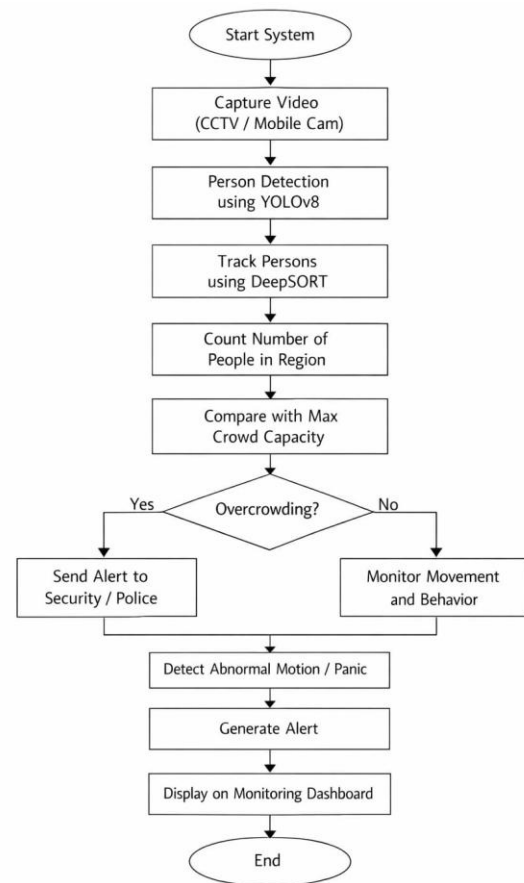 Start System
Capture Video
(CCTV / Mobile Cam)
Person Detection
using YOLOv8
Track Persons
using DeepSORT
Count Number of
People in Region
Compare with Max
Crowd Capacity
Overcrowding?
Yes
No
Send Alert to
Security / Police
Monitor Movement
and Behavior
Detect Abnormal Motion / Panic
Generate Alert
Display on Monitoring Dashboard
End